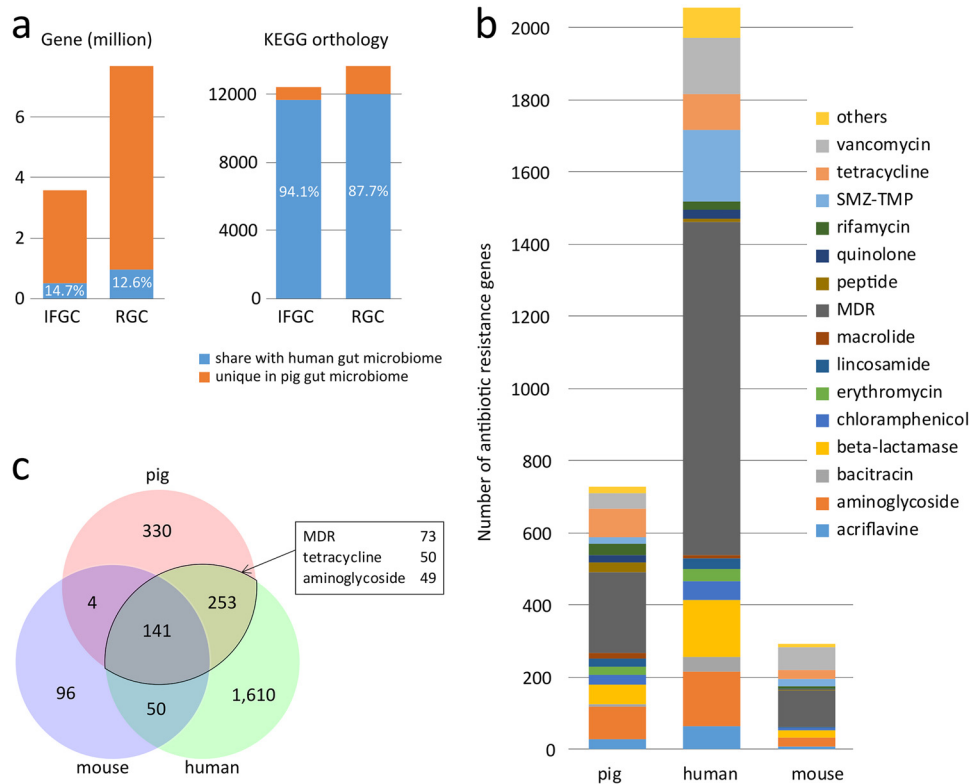 a
Gene (million)
6
4
2
0
14.7%
12.6%
IFGC
RGC
KEGG orthology
12000
8000
4000
0
94.1%
87.7%
IFGC
RGC
share with human gut microbiome
unique in pig gut microbiome
b
Number of antibiotic resistance genes
2000
1800
1600
1400
1200
1000
800
600
400
200
0
pig
human
mouse
others
vancomycin
tetracycline
SMZ-TMP
rifamycin
quinolone
peptide
MDR
macrolide
lincosamide
erythromycin
chloramphenicol
beta-lactamase
bacitracin
aminoglycoside
acriflavine
c
pig
330
MDR 73
tetracycline 50
aminoglycoside 49
4
253
141
96
50
1,610
mouse
human